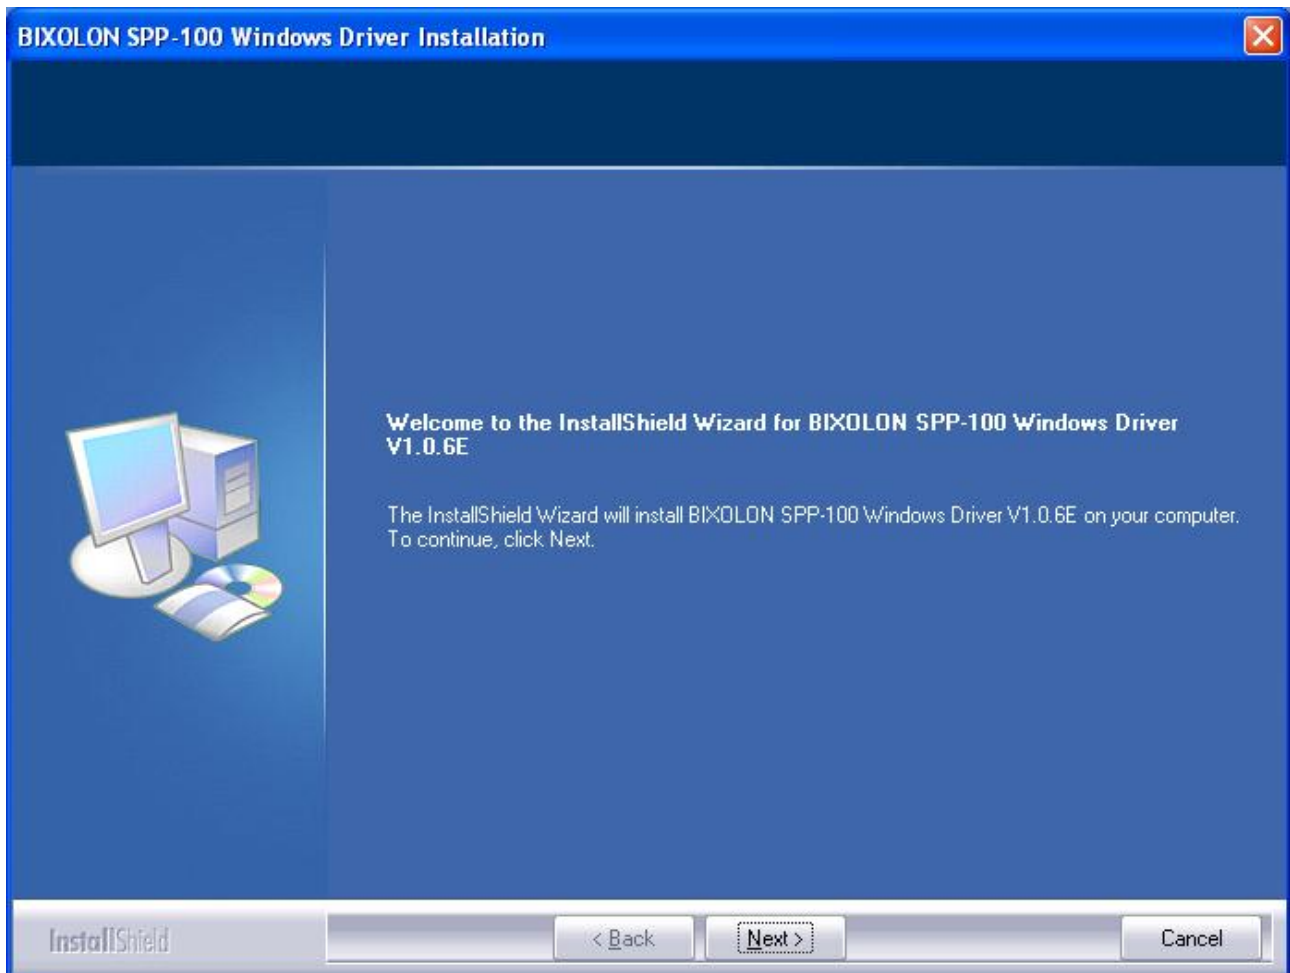 BIXOLON SPP-100 Windows Driver Installation
Welcome to the InstallShield Wizard for BIXOLON SPP-100 Windows Driver
V1.0.6E
The InstallShield Wizard will install BIXOLON SPP-100 Windows Driver V1.0.6E on your computer.
To continue, click Next.
InstallShield
< Back
Next >
Cancel